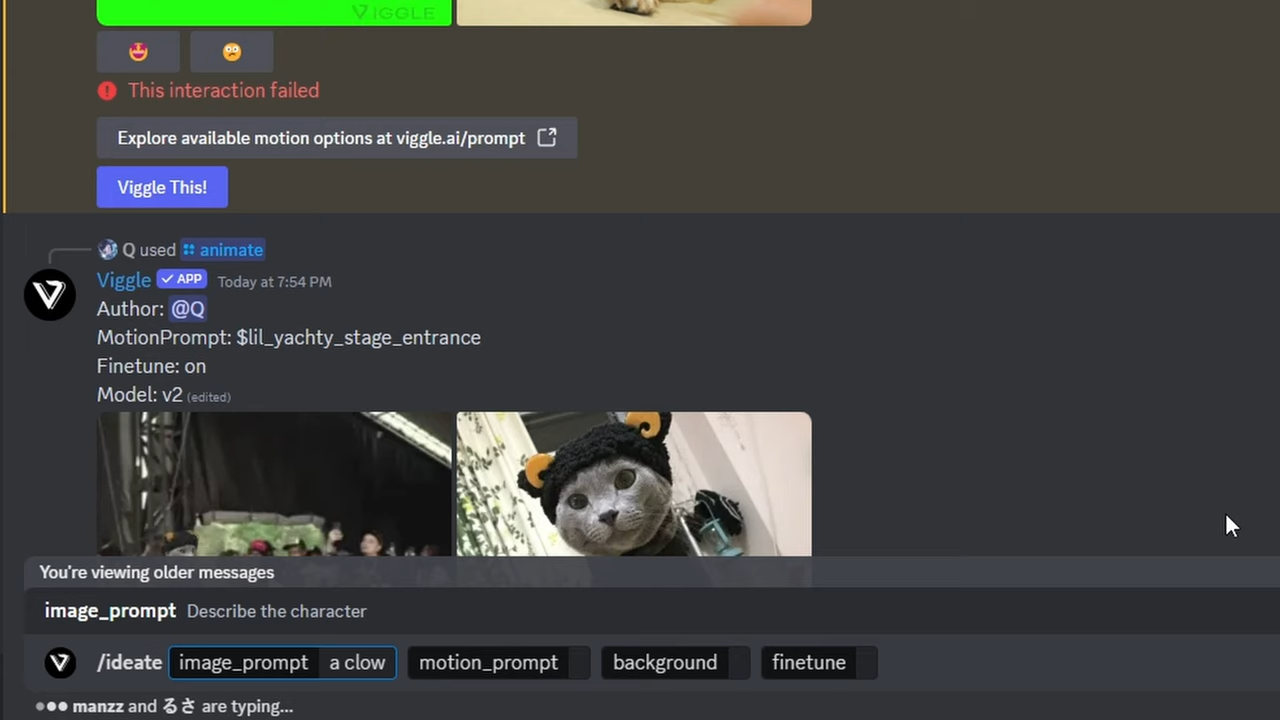 VIGGLE
This interaction failed
Explore available motion options at viggle.ai/prompt
Viggle This!
Q used animate
Viggle APP Today at 7:54 PM
Author: @Q
MotionPrompt: $lil_yachty_stage_entrance
Finetune: on
Model: v2 (edited)
You're viewing older messages
image_prompt Describe the character
/ideate image_prompt a clow motion_prompt background finetune
manzz and るさ are typing...